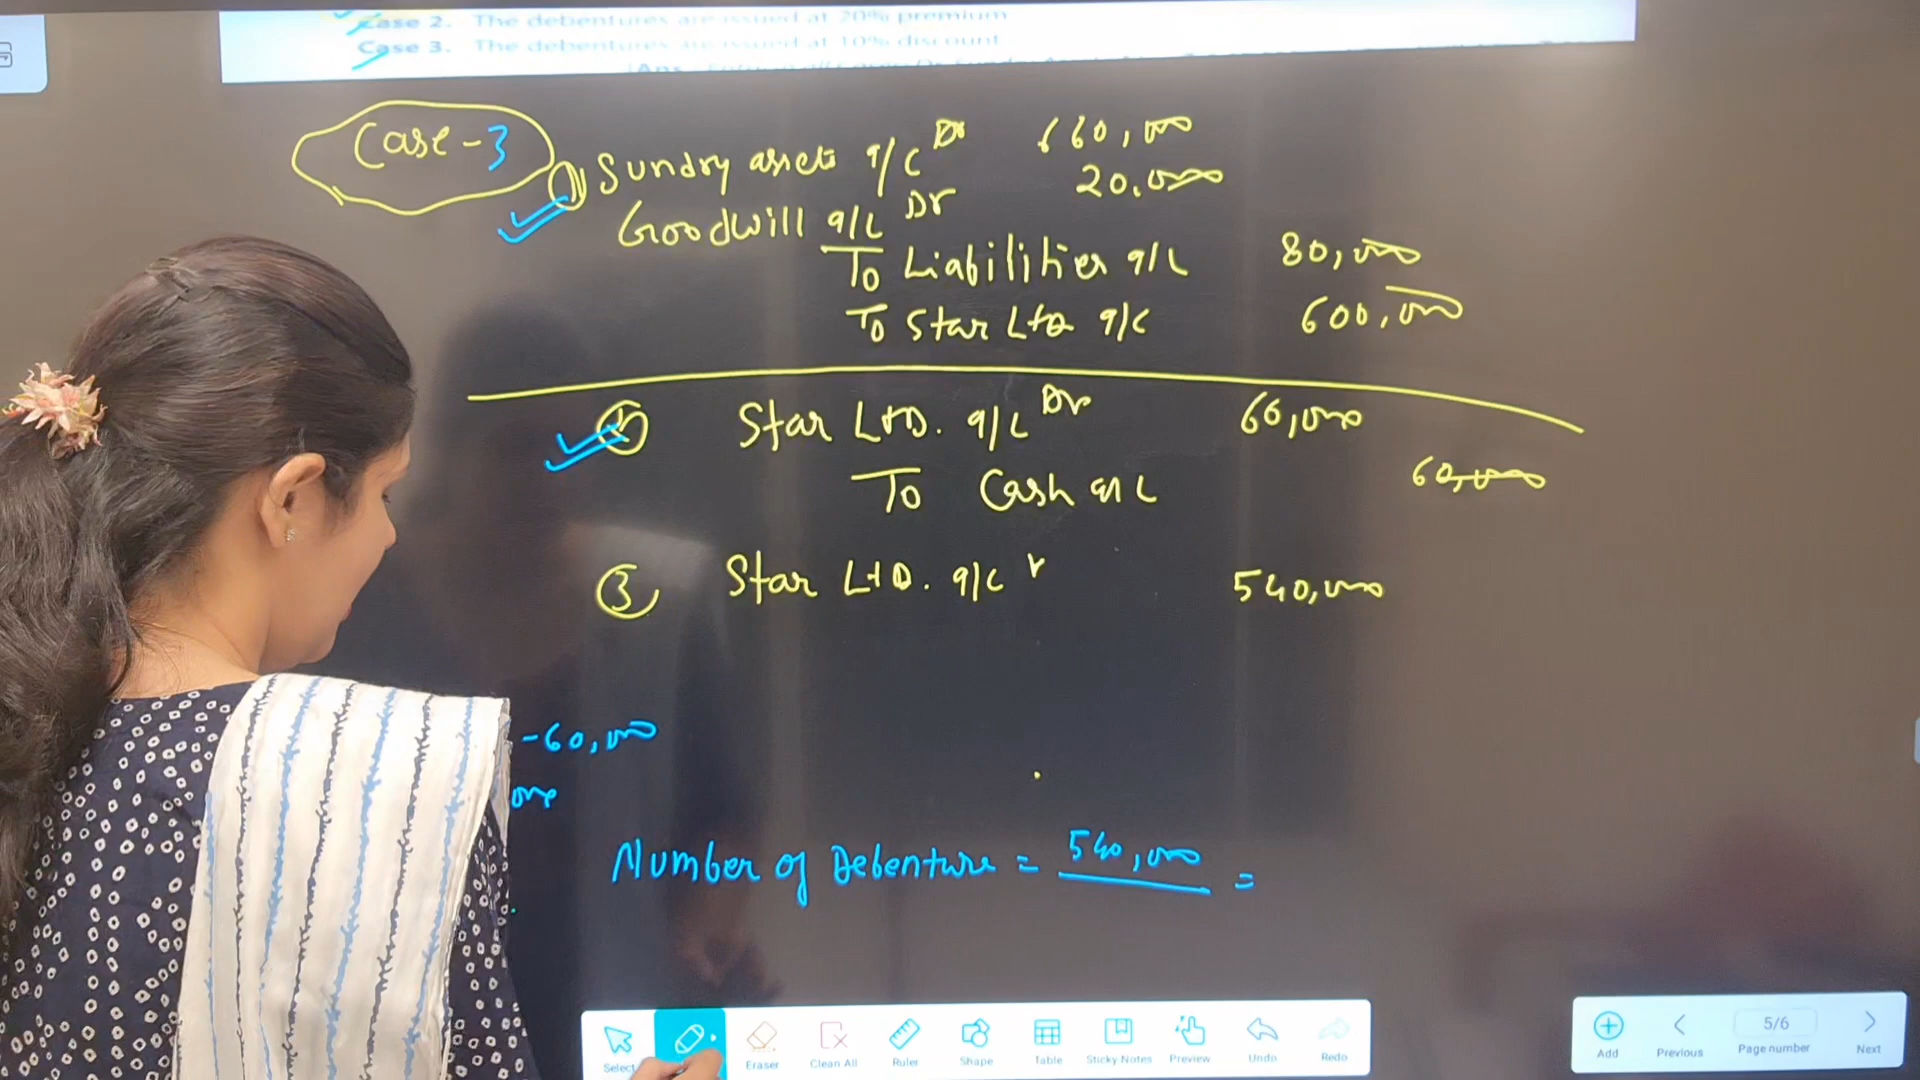 Case 2. The debentures are issued at 20% premium
Case 3. The debentures are issued at 10% discount
Case-3
① Sundry assets a/c Dr 660,000
Goodwill a/c Dr 20,000
To Liabilities a/c 80,000
To Star Ltd a/c 600,000
② Star LTD. a/c Dr 60,000
To Cash a/c 60,000
③ Star LTD. a/c r 540,000
-60,000
Number of Debenture = 540,000 =
Select
Eraser
Clean All
Ruler
Shape
Table
Sticky Notes
Preview
Undo
Redo
Add
Previous
5/6
Page number
Next